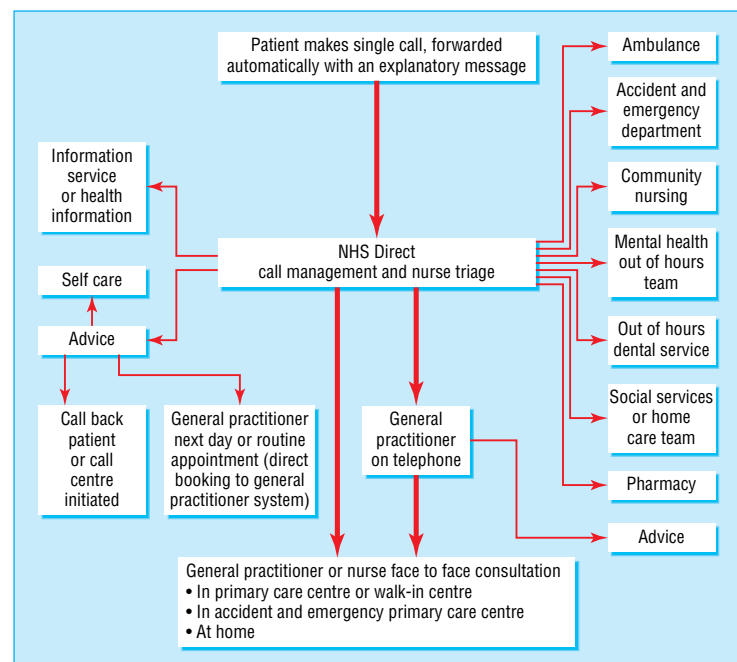 Patient makes single call, forwarded
automatically with an explanatory message
Ambulance
Accident and
emergency
department
Information
service
or health
information
Community
nursing
NHS Direct
call management and nurse triage
Mental health
out of hours
team
Self care
Advice
Out of hours
dental service
Call back
patient
or call
centre
initiated
General practitioner
next day or routine
appointment (direct
booking to general
practitioner system)
General
practitioner
on telephone
Social services
or home
care team
Pharmacy
Advice
General practitioner or nurse face to face consultation
• In primary care centre or walk-in centre
• In accident and emergency primary care centre
• At home